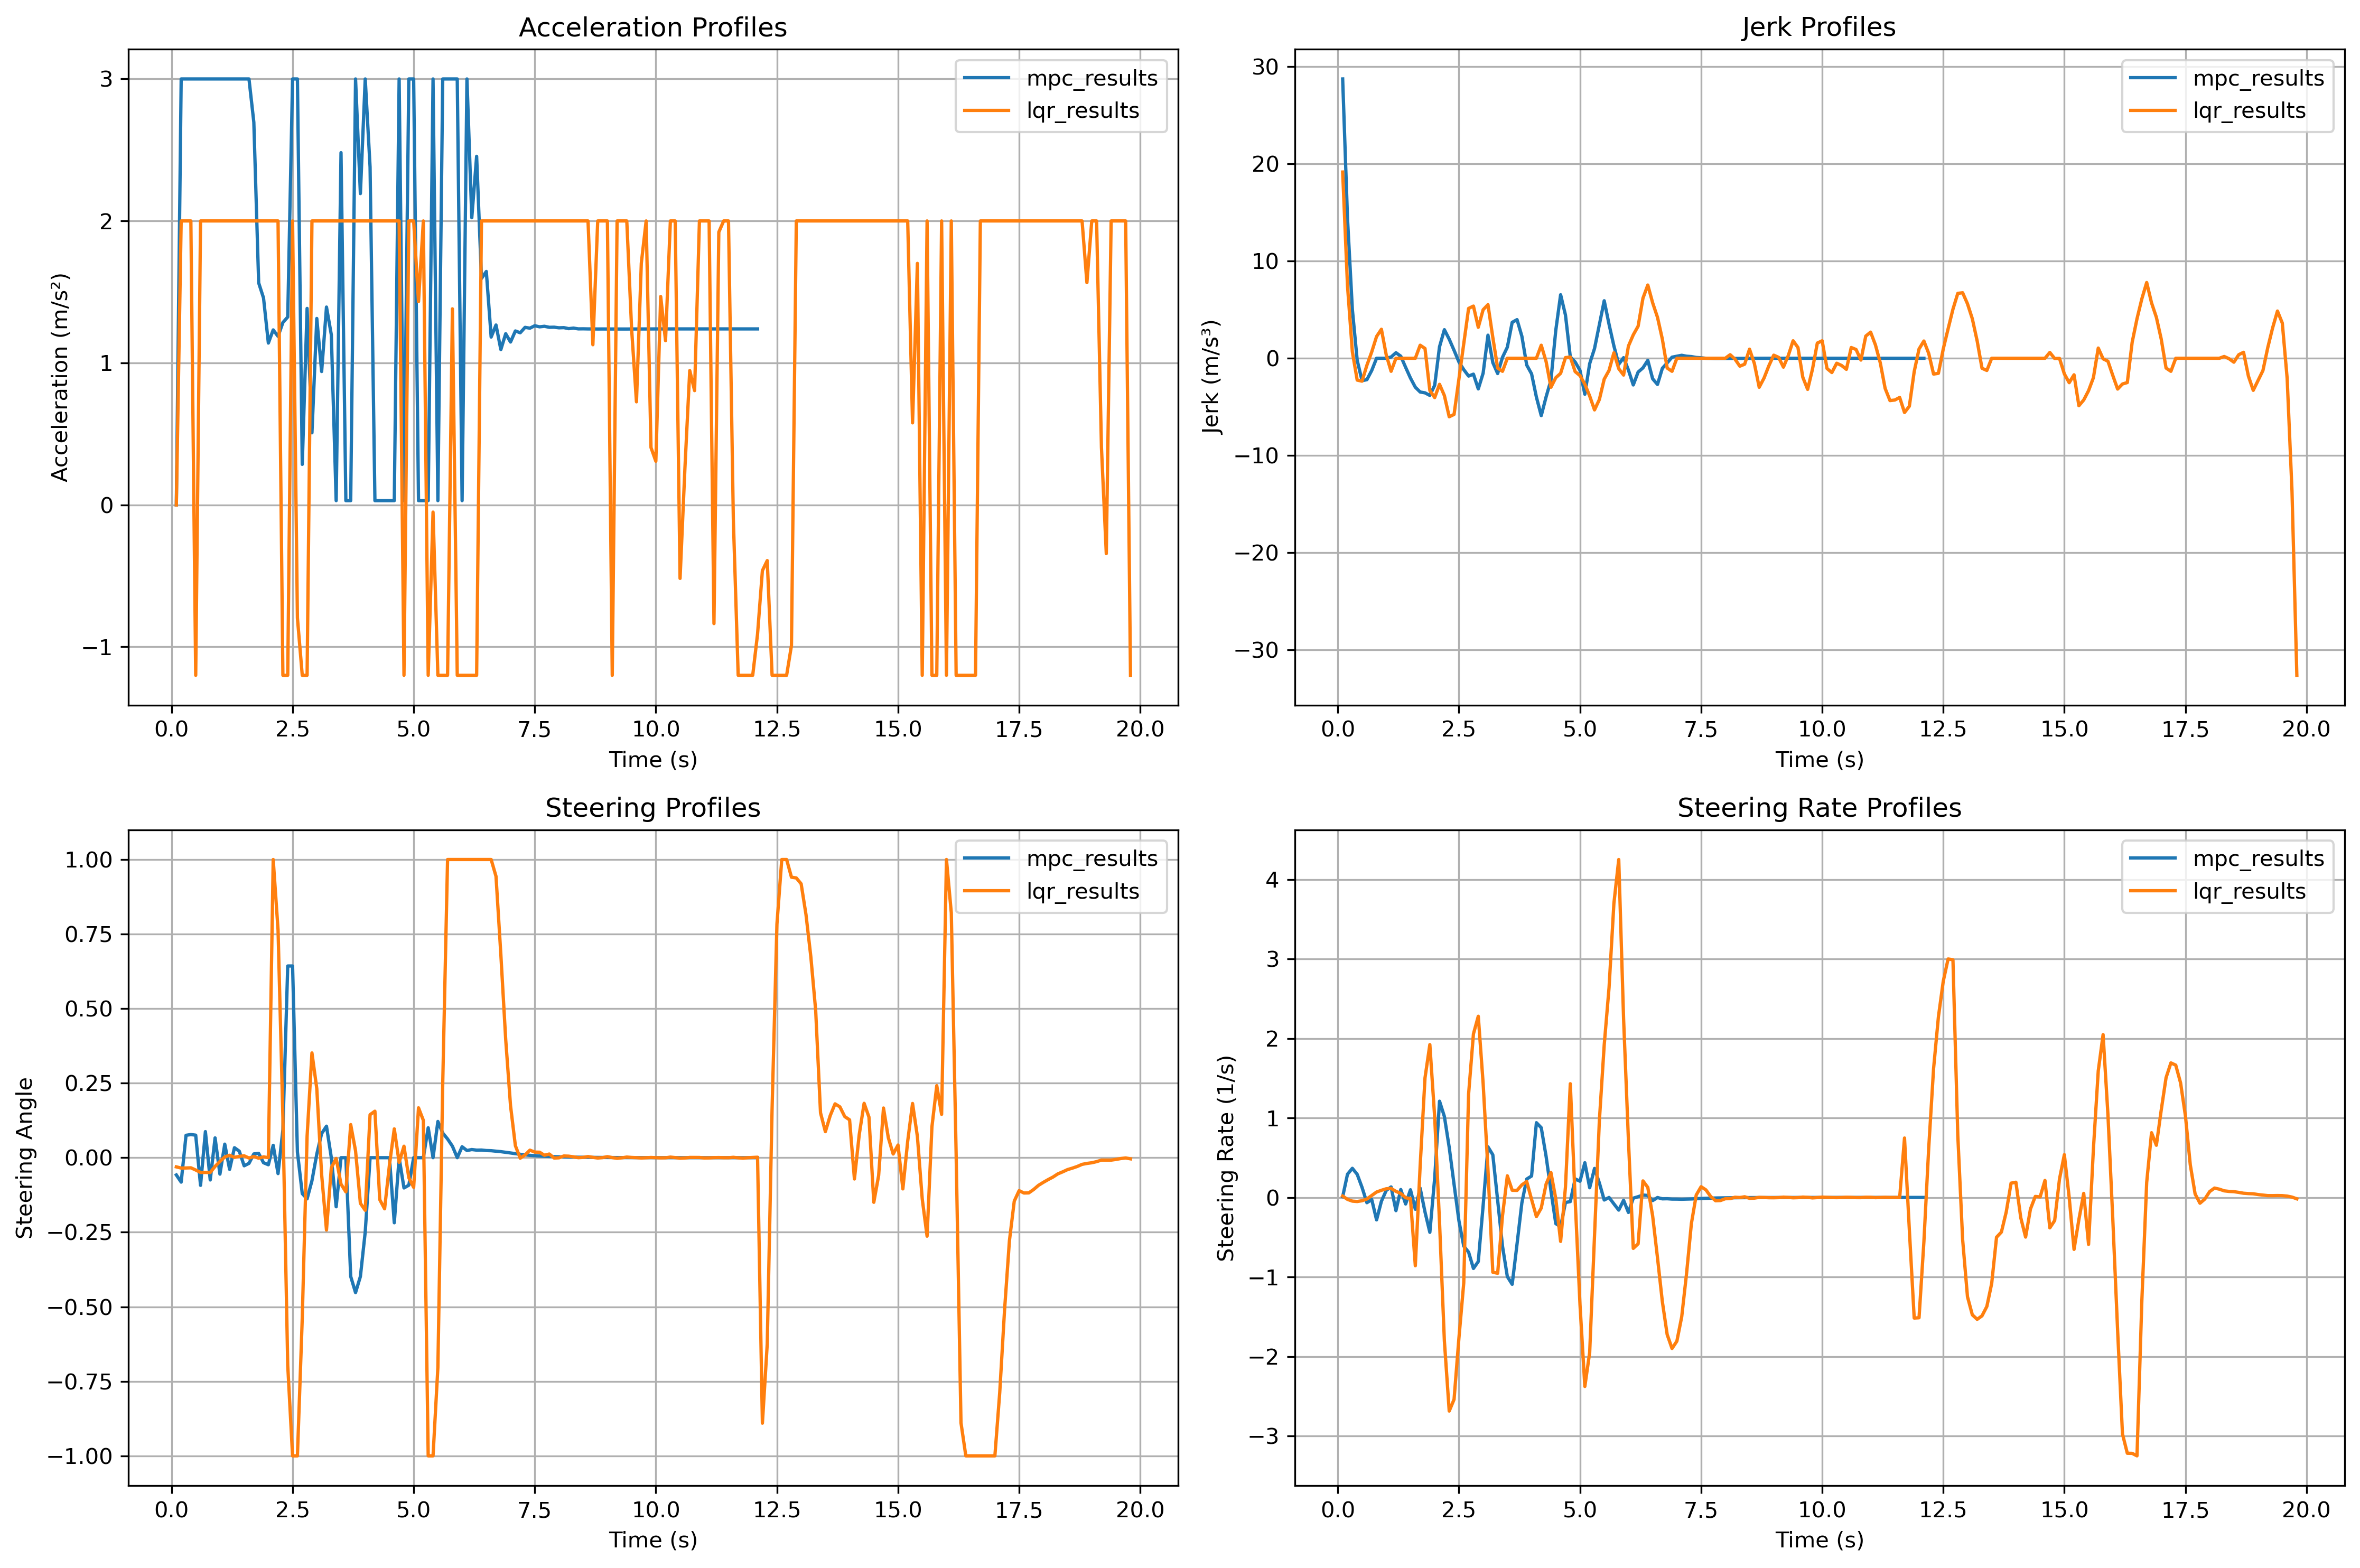 Acceleration Profiles
Acceleration (m/s²)
3
2
1
0
−1
mpc_results
lqr_results
0.0 2.5 5.0 7.5 10.0 12.5 15.0 17.5 20.0
Time (s)
Jerk Profiles
Jerk (m/s³)
30
20
10
0
−10
−20
−30
mpc_results
lqr_results
0.0 2.5 5.0 7.5 10.0 12.5 15.0 17.5 20.0
Time (s)
Steering Profiles
Steering Angle
1.00
0.75
0.50
0.25
0.00
−0.25
−0.50
−0.75
−1.00
mpc_results
lqr_results
0.0 2.5 5.0 7.5 10.0 12.5 15.0 17.5 20.0
Time (s)
Steering Rate Profiles
Steering Rate (1/s)
4
3
2
1
0
−1
−2
−3
mpc_results
lqr_results
0.0 2.5 5.0 7.5 10.0 12.5 15.0 17.5 20.0
Time (s)